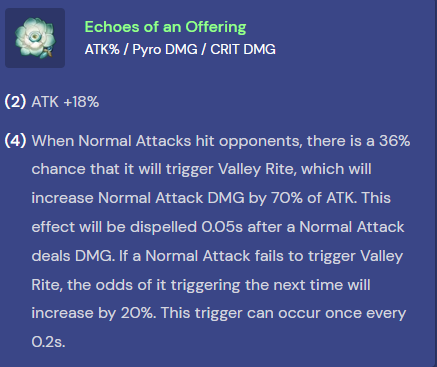 Echoes of an Offering
ATK% / Pyro DMG / CRIT DMG
(2) ATK +18%
(4) When Normal Attacks hit opponents, there is a 36%
chance that it will trigger Valley Rite, which will
increase Normal Attack DMG by 70% of ATK. This
effect will be dispelled 0.05s after a Normal Attack
deals DMG. If a Normal Attack fails to trigger Valley
Rite, the odds of it triggering the next time will
increase by 20%. This trigger can occur once every
0.2s.